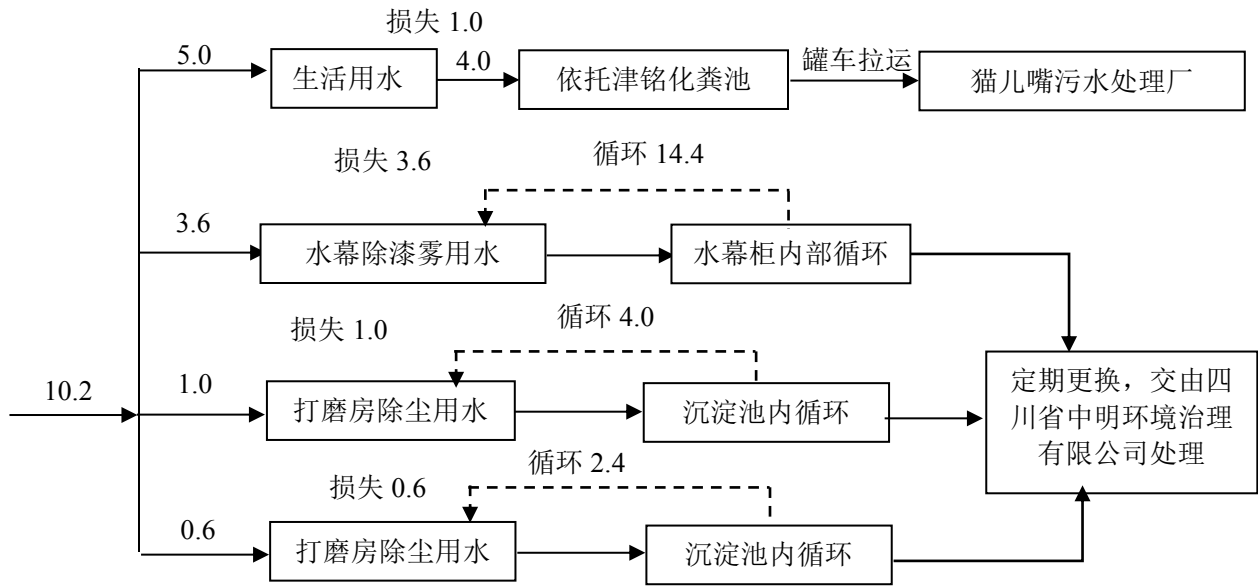 损失 1.0
5.0
生活用水
4.0
依托津铭化粪池
罐车拉运
猫儿嘴污水处理厂
损失 3.6
循环 14.4
3.6
水幕除漆雾用水
水幕柜内部循环
损失 1.0
循环 4.0
10.2
1.0
打磨房除尘用水
沉淀池内循环
定期更换，交由四
川省中明环境治理
有限公司处理
损失 0.6
循环 2.4
0.6
打磨房除尘用水
沉淀池内循环